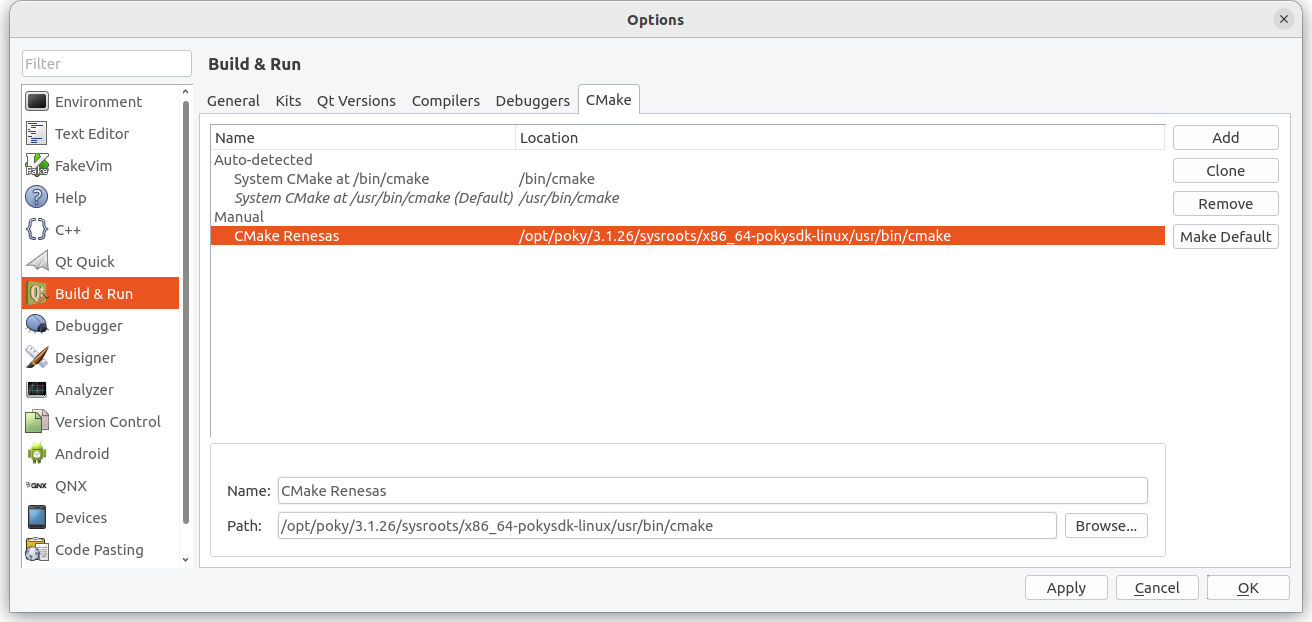 Options
Filter
Environment
Text Editor
FakeVim
Help
C++
Qt Quick
Build & Run
Debugger
Designer
Analyzer
Version Control
Android
QNX
Devices
Code Pasting
Build & Run
General Kits Qt Versions Compilers Debuggers CMake
Name Location
Auto-detected
System CMake at /bin/cmake /bin/cmake
System CMake at /usr/bin/cmake (Default) /usr/bin/cmake
Manual
CMake Renesas /opt/poky/3.1.26/sysroots/x86_64-pokysdk-linux/usr/bin/cmake
Add
Clone
Remove
Make Default
Name: CMake Renesas
Path: /opt/poky/3.1.26/sysroots/x86_64-pokysdk-linux/usr/bin/cmake Browse...
Apply Cancel OK